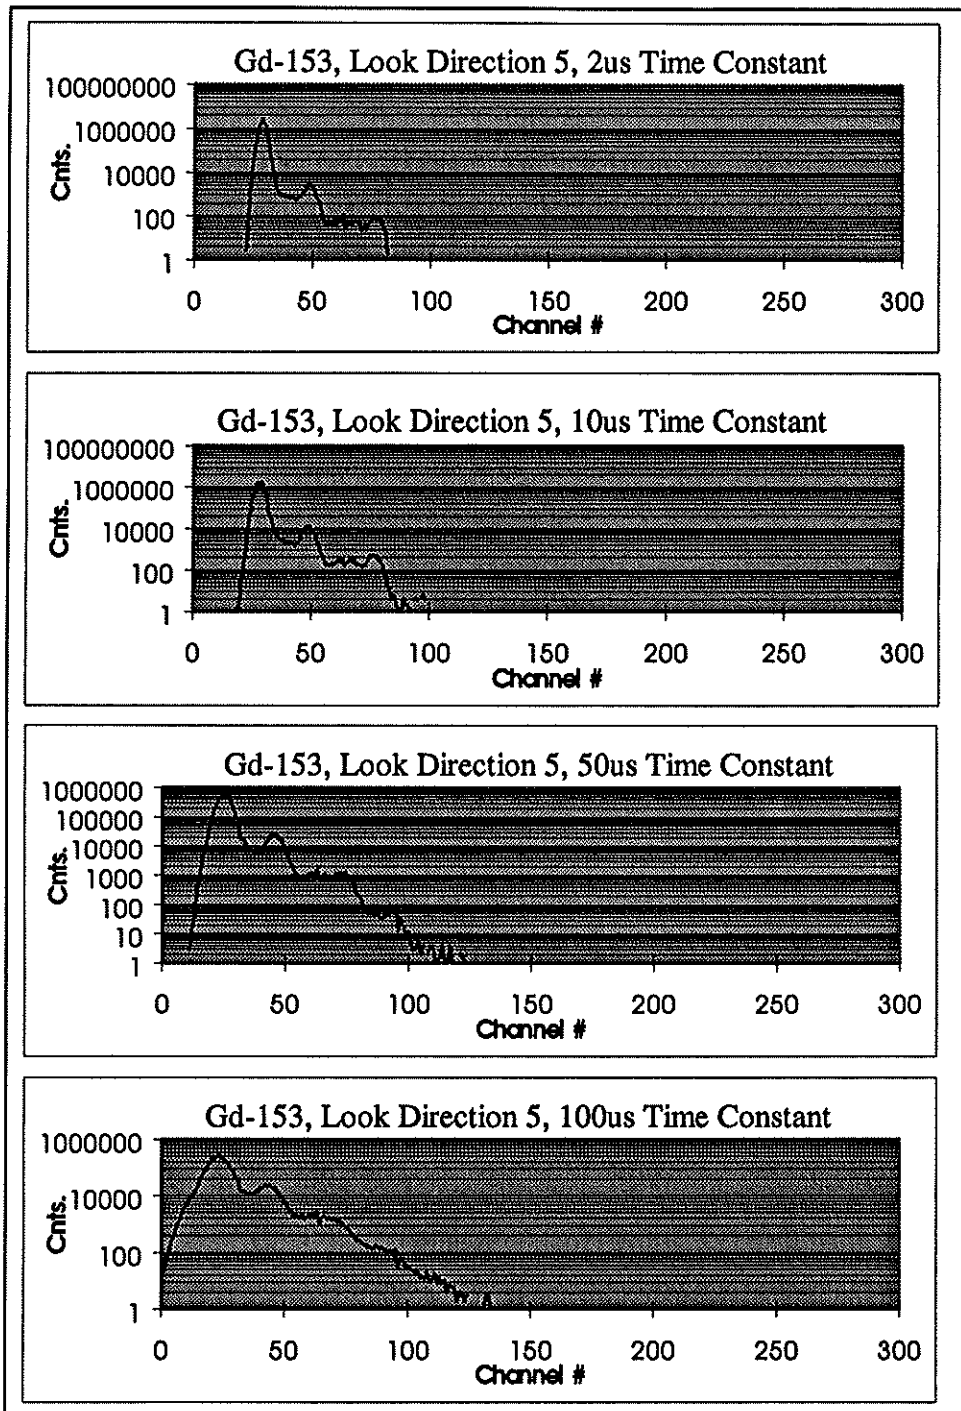 Gd-153, Look Direction 5, 2us Time Constant
100000000
1000000
10000
100
1
Cnts.
0 50 100 150 200 250 300
Channel #
Gd-153, Look Direction 5, 10us Time Constant
100000000
1000000
10000
100
1
Cnts.
0 50 100 150 200 250 300
Channel #
Gd-153, Look Direction 5, 50us Time Constant
1000000
100000
10000
1000
100
10
1
Cnts.
0 50 100 150 200 250 300
Channel #
Gd-153, Look Direction 5, 100us Time Constant
1000000
10000
100
1
Cnts.
0 50 100 150 200 250 300
Channel #